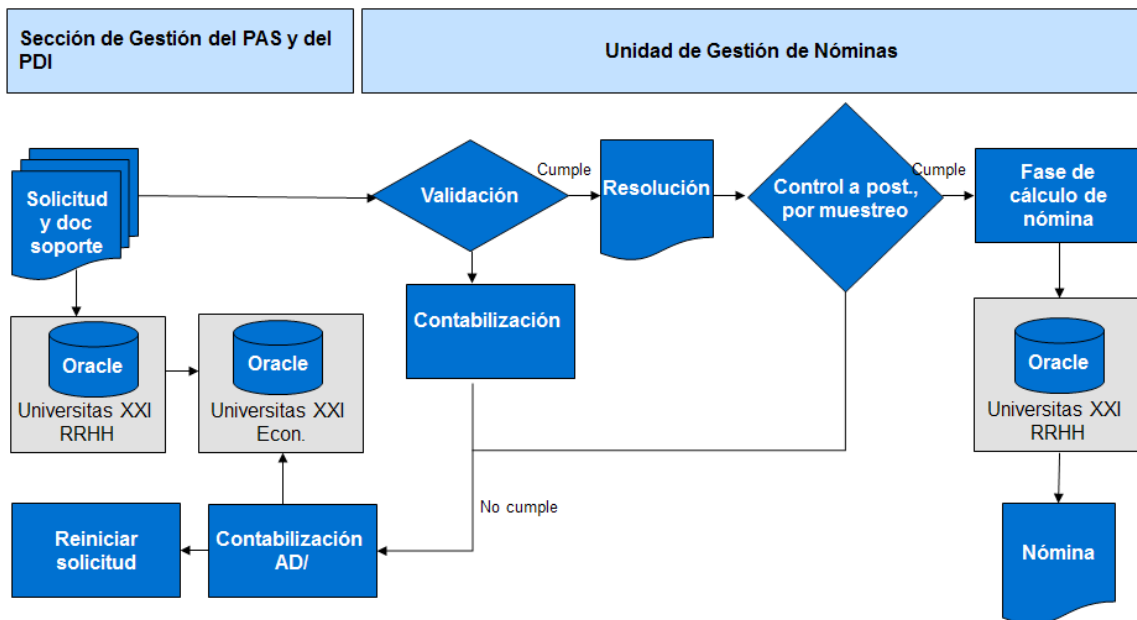 Sección de Gestión del PAS y del
PDI
Unidad de Gestión de Nóminas
Solicitud
y doc
soporte
Validación
Cumple
Resolución
Control a post.,
por muestreo
Cumple
Fase de
cálculo de
nómina
Contabilización
Oracle
Universitas XXI
RRHH
Oracle
Universitas XXI
Econ.
Oracle
Universitas XXI
RRHH
No cumple
Reiniciar
solicitud
Contabilización
AD/
Nómina